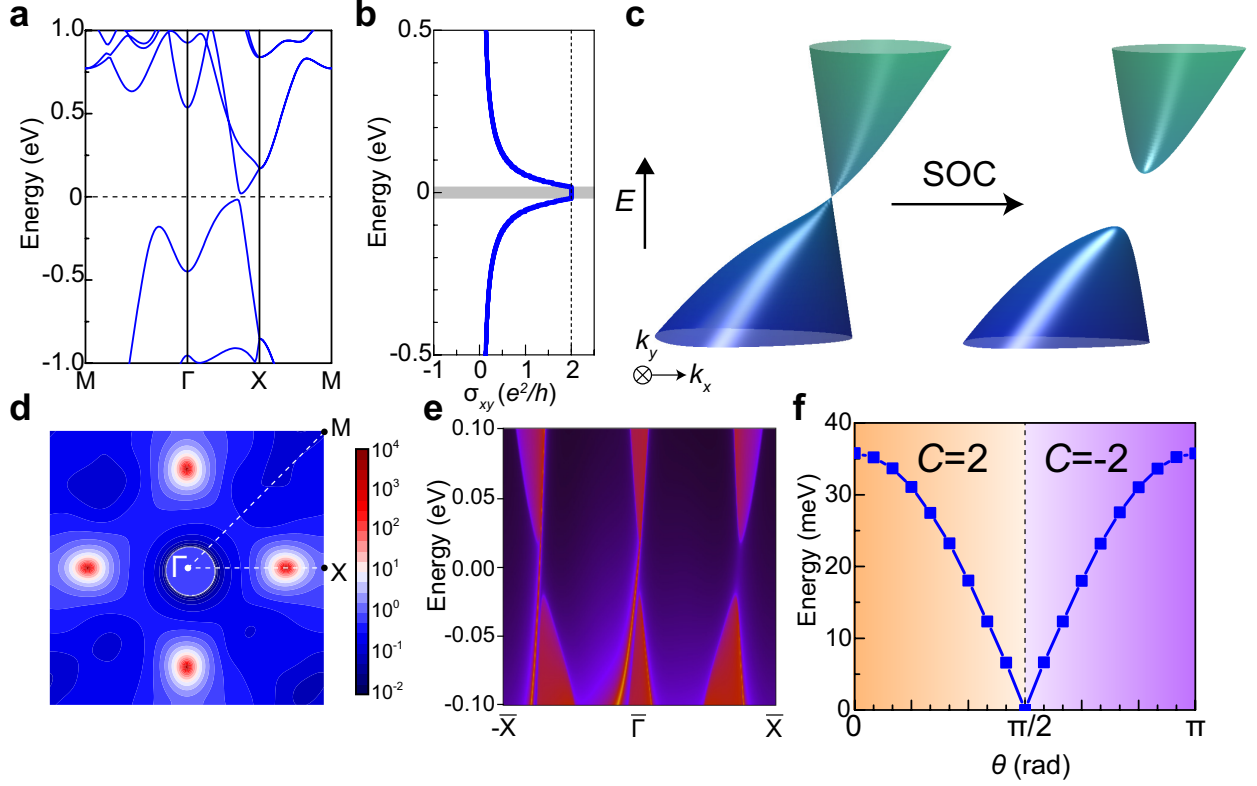 a
1.0
0.5
0
-0.5
-1.0
Energy (eV)
M Γ X M
b
0.5
0
-0.5
Energy (eV)
-1 0 1 2
σxy (e²/h)
c
E
SOC
ky
kx
d
M
Γ
X
10⁴
10³
10²
10¹
10⁰
10⁻¹
10⁻²
e
0.10
0.05
0.00
-0.05
-0.10
Energy (eV)
-X̅ Γ̅ X̅
f
40
30
20
10
0
Energy (meV)
C=2 C=-2
0 π/2 π
θ (rad)